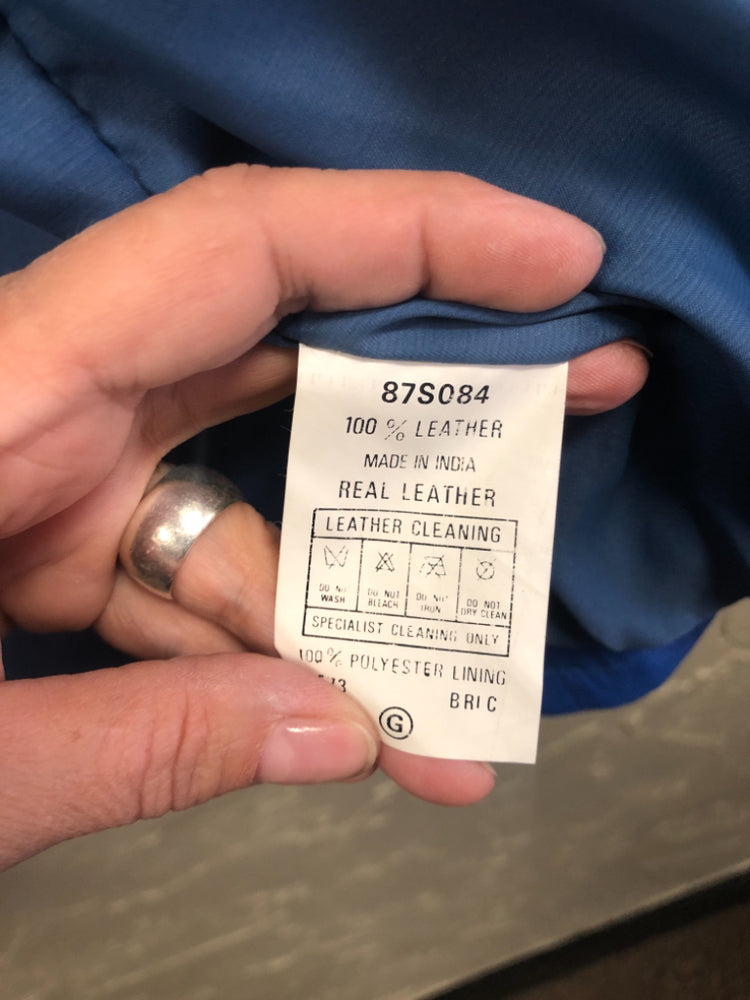 87S084
100 % LEATHER
MADE IN INDIA
REAL LEATHER
LEATHER CLEANING
DO NOT WASH
DO NOT BLEACH
DO NOT IRON
DO NOT DRY CLEAN
SPECIALIST CLEANING ONLY
100% POLYESTER LINING
BRIC
G